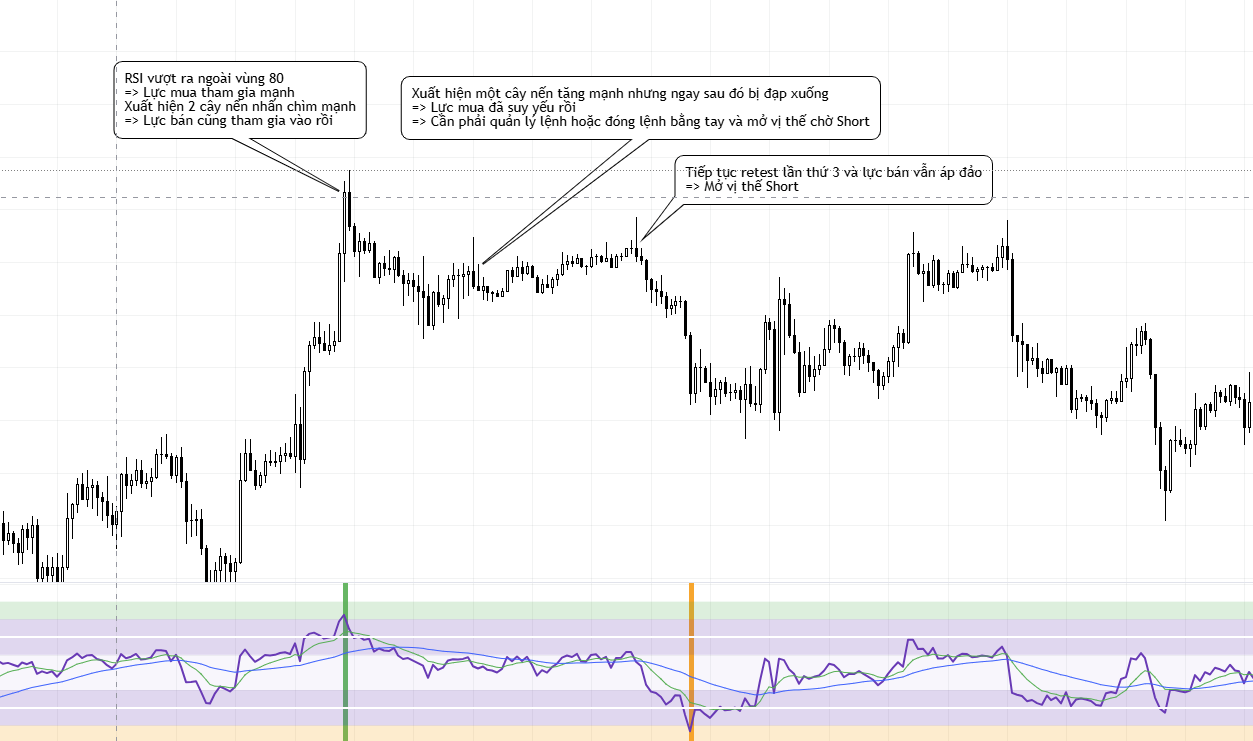 RSI vượt ra ngoài vùng 80
=> Lực mua tham gia mạnh
Xuất hiện 2 cây nến nhấn chìm mạnh
=> Lực bán cũng tham gia vào rồi
Xuất hiện một cây nến tăng mạnh nhưng ngay sau đó bị đạp xuống
=> Lực mua đã suy yếu rồi
=> Cần phải quản lý lệnh hoặc đóng lệnh bằng tay và mở vị thế chờ Short
Tiếp tục retest lần thứ 3 và lực bán vẫn áp đảo
=> Mở vị thế Short